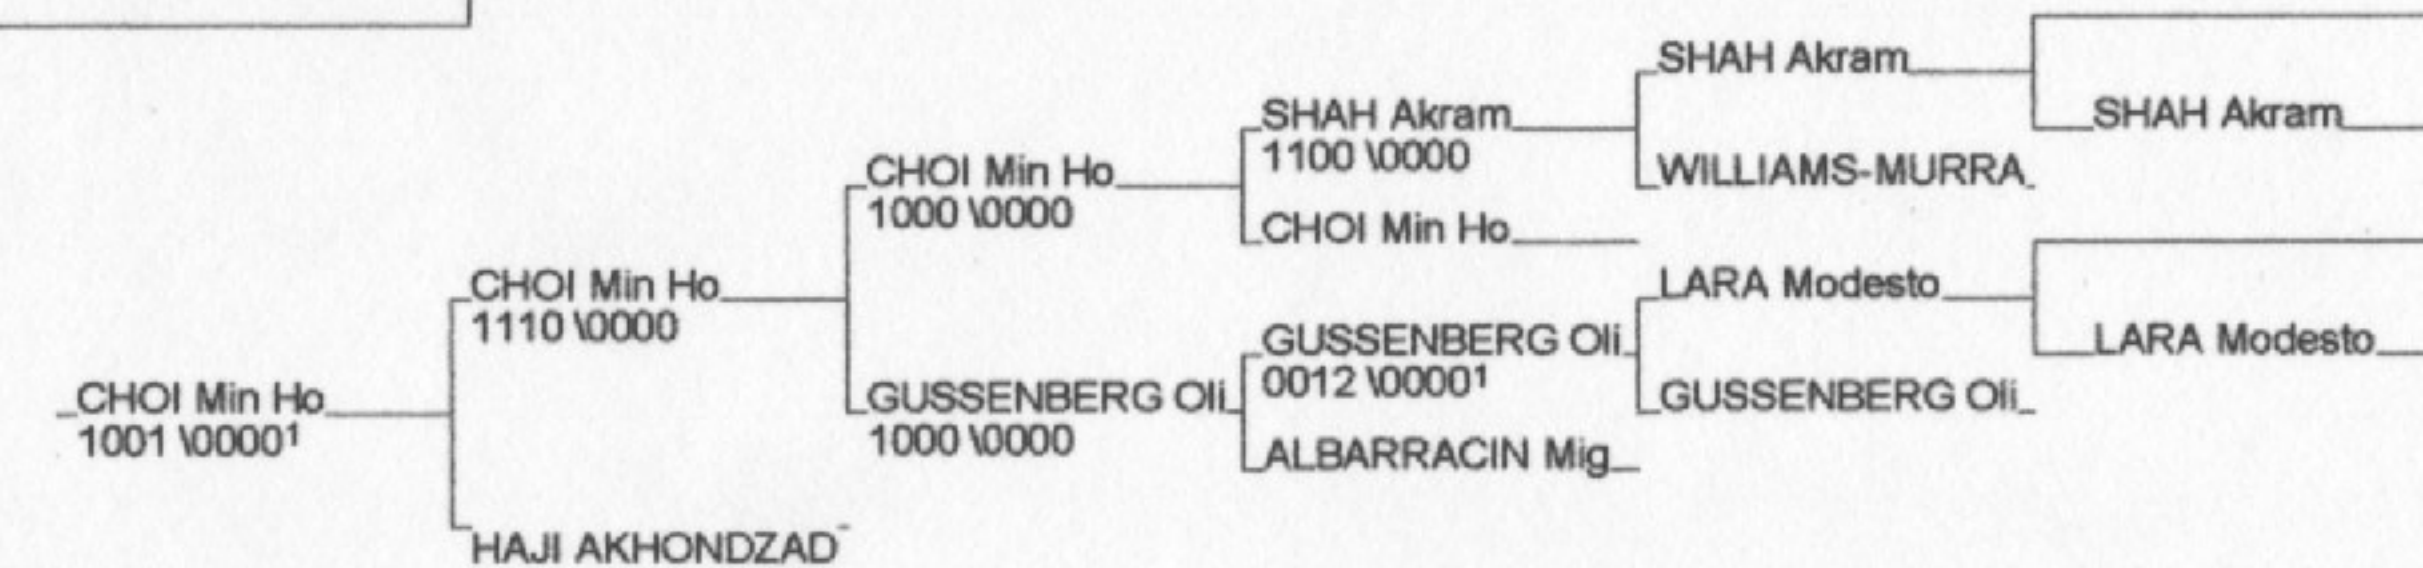 SHAH Akram
SHAH Akram
SHAH Akram
1100 \0000
WILLIAMS-MURRA
CHOI Min Ho
1000 \0000
CHOI Min Ho
LARA Modesto
CHOI Min Ho
1110 \0000
LARA Modesto
GUSSENBERG Oli
0012 \0000¹
GUSSENBERG Oli
CHOI Min Ho
1001 \0000¹
GUSSENBERG Oli
1000 \0000
ALBARRACIN Mig
HAJI AKHONDZAD